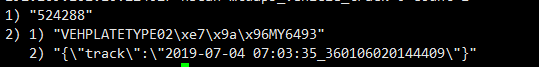 1) "524288"
2) 1) "VEHPLATETYPE02\xe7\x9a\x96MY6493"
   2) "{\"track\":\"2019-07-04 07:03:35_360106020144409\"}"